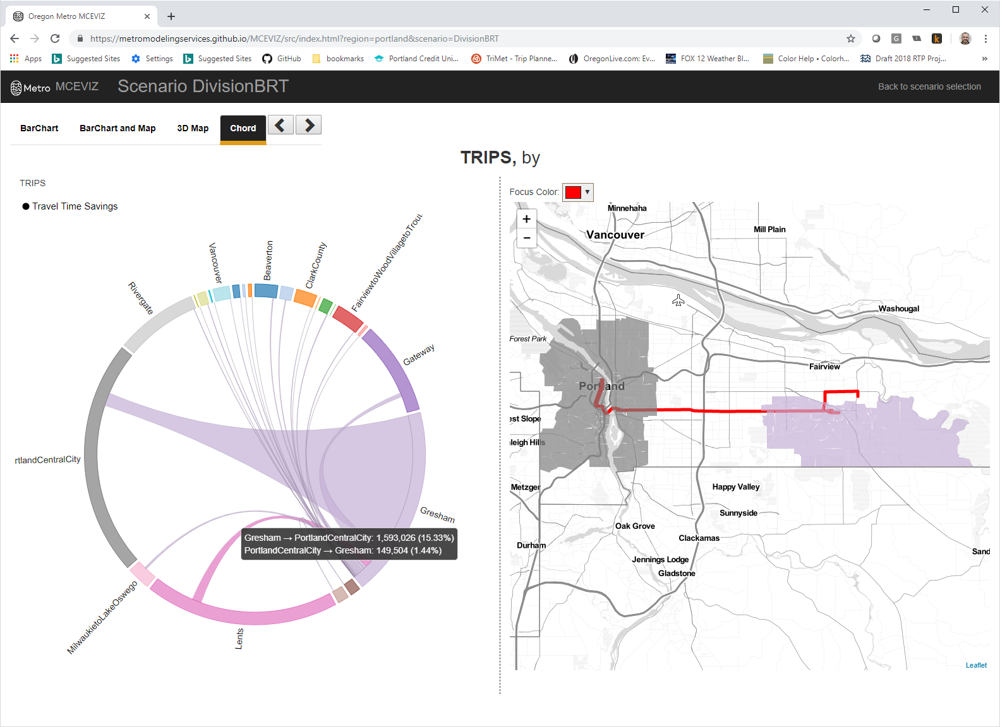 Oregon Metro MCEVIZ
https://metromodelingservices.github.io/MCEVIZ/src/index.html?region=portland&scenario=DivisionBRT
G
k
Apps
Suggested Sites
Settings
Suggested Sites
GitHub
bookmarks
Portland Credit Uni...
TriMet - Trip Planne...
OregonLive.com: Ev...
FOX 12 Weather Bl...
Color Help • Colorh...
Draft 2018 RTP Proj...
»
Metro MCEVIZ Scenario DivisionBRT
Back to scenario selection
BarChart
BarChart and Map
3D Map
Chord
TRIPS, by
TRIPS
Travel Time Savings
Vancouver
Beaverton
ClarkCounty
FairviewtoWoodVillagetoTrout
Rivergate
Gateway
rtlandCentralCity
Gresham
Gresham → PortlandCentralCity: 1,593,026 (15.33%)
PortlandCentralCity → Gresham: 149,504 (1.44%)
MilwaukietoLakeOswego
Lents
Focus Color:
+
−
Minnehaha
Vancouver
Mill Plain
Washougal
Forest Park
Fairview
Portland
est Slope
leigh Hills
Metzger
Happy Valley
Sunnyside
Oak Grove
Clackamas
Durham
Sand
Jennings Lodge
Gladstone
Leaflet